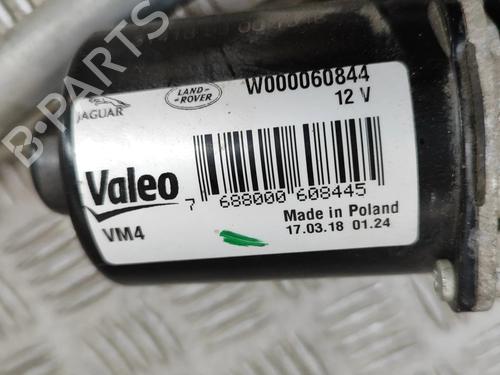 JAGUAR
LAND-
ROVER
W000060844
12 V
Valeo
7 688000 608445
VM4
Made in Poland
17.03.18 01.24
B-PARTS